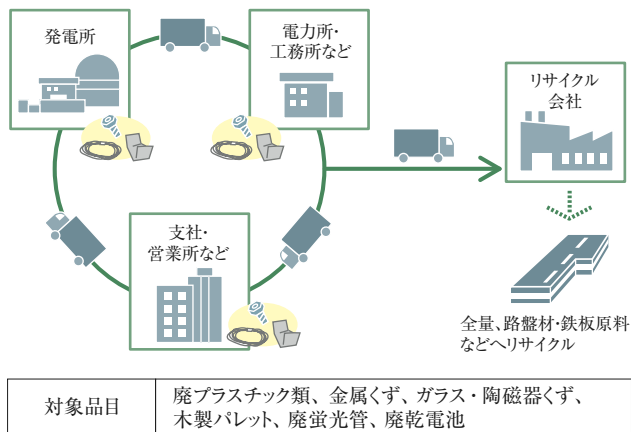 発電所
電力所・
工務所など
リサイクル
会社
支社・
営業所など
全量、路盤材・鉄板原料
などへリサイクル
対象品目
廃プラスチック類、金属くず、ガラス・陶磁器くず、
木製パレット、廃蛍光管、廃乾電池